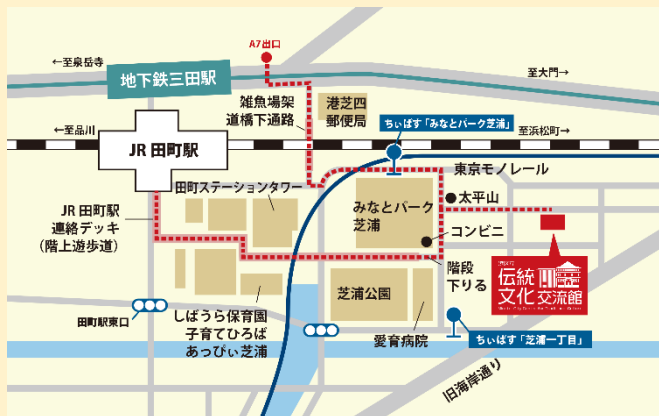 A7出口
←至泉岳寺
地下鉄三田駅
至大門→
雑魚場架
道橋下通路
港芝四
郵便局
ちぃばす「みなとパーク芝浦」
←至品川
JR 田町駅
至浜松町→
東京モノレール
田町ステーションタワー
みなとパーク
芝浦
太平山
JR 田町駅
連絡デッキ
（階上遊歩道）
コンビニ
階段
下りる
伝統
文化
交流館
しばうら保育園
子育てひろば
あっぴぃ芝浦
芝浦公園
愛育病院
田町駅東口
ちぃばす「芝浦一丁目」
旧海岸通り